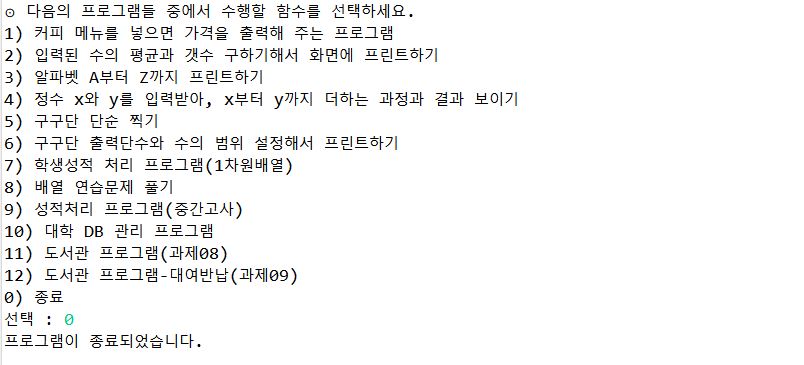 ⊙ 다음의 프로그램들 중에서 수행할 함수를 선택하세요.
1) 커피 메뉴를 넣으면 가격을 출력해 주는 프로그램
2) 입력된 수의 평균과 갯수 구하기해서 화면에 프린트하기
3) 알파벳 A부터 Z까지 프린트하기
4) 정수 x와 y를 입력받아, x부터 y까지 더하는 과정과 결과 보이기
5) 구구단 단순 찍기
6) 구구단 출력단수와 수의 범위 설정해서 프린트하기
7) 학생성적 처리 프로그램(1차원배열)
8) 배열 연습문제 풀기
9) 성적처리 프로그램(중간고사)
10) 대학 DB 관리 프로그램
11) 도서관 프로그램(과제08)
12) 도서관 프로그램-대여반납(과제09)
0) 종료
선택 : 0
프로그램이 종료되었습니다.